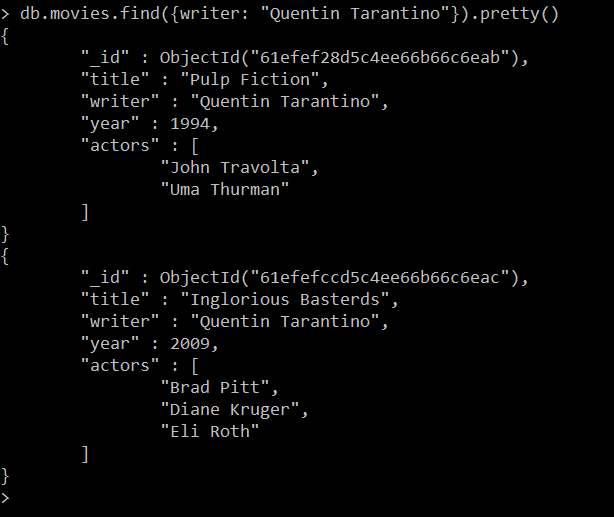 > db.movies.find({writer: "Quentin Tarantino"}).pretty()
{
        "_id" : ObjectId("61efef28d5c4ee66b66c6eab"),
        "title" : "Pulp Fiction",
        "writer" : "Quentin Tarantino",
        "year" : 1994,
        "actors" : [
                "John Travolta",
                "Uma Thurman"
        ]
}
{
        "_id" : ObjectId("61efefccd5c4ee66b66c6eac"),
        "title" : "Inglorious Basterds",
        "writer" : "Quentin Tarantino",
        "year" : 2009,
        "actors" : [
                "Brad Pitt",
                "Diane Kruger",
                "Eli Roth"
        ]
}
>